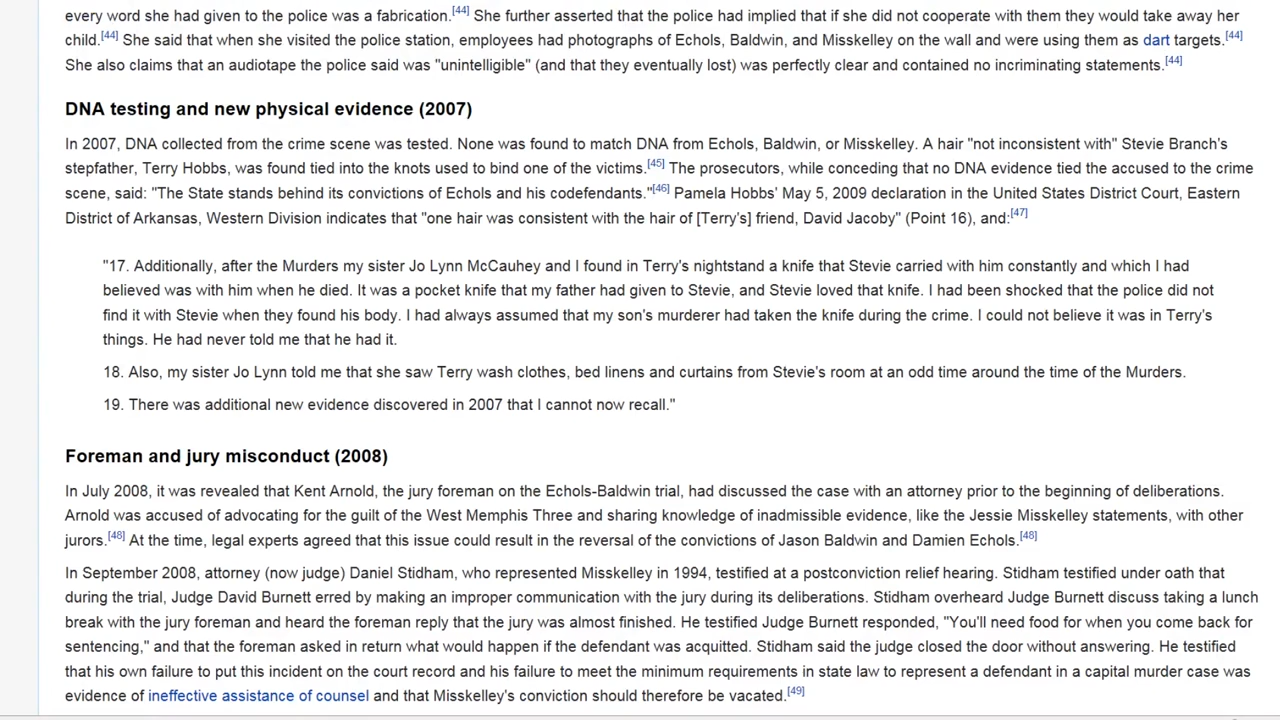 every word she had given to the police was a fabrication.[44] She further asserted that the police had implied that if she did not cooperate with them they would take away her
child.[44] She said that when she visited the police station, employees had photographs of Echols, Baldwin, and Misskelley on the wall and were using them as dart targets.[44]
She also claims that an audiotape the police said was "unintelligible" (and that they eventually lost) was perfectly clear and contained no incriminating statements.[44]
DNA testing and new physical evidence (2007)
In 2007, DNA collected from the crime scene was tested. None was found to match DNA from Echols, Baldwin, or Misskelley. A hair "not inconsistent with" Stevie Branch's
stepfather, Terry Hobbs, was found tied into the knots used to bind one of the victims.[45] The prosecutors, while conceding that no DNA evidence tied the accused to the crime
scene, said: "The State stands behind its convictions of Echols and his codefendants."[46] Pamela Hobbs' May 5, 2009 declaration in the United States District Court, Eastern
District of Arkansas, Western Division indicates that "one hair was consistent with the hair of [Terry's] friend, David Jacoby" (Point 16), and:[47]
"17. Additionally, after the Murders my sister Jo Lynn McCauhey and I found in Terry's nightstand a knife that Stevie carried with him constantly and which I had
believed was with him when he died. It was a pocket knife that my father had given to Stevie, and Stevie loved that knife. I had been shocked that the police did not
find it with Stevie when they found his body. I had always assumed that my son's murderer had taken the knife during the crime. I could not believe it was in Terry's
things. He had never told me that he had it.
18. Also, my sister Jo Lynn told me that she saw Terry wash clothes, bed linens and curtains from Stevie's room at an odd time around the time of the Murders.
19. There was additional new evidence discovered in 2007 that I cannot now recall."
Foreman and jury misconduct (2008)
In July 2008, it was revealed that Kent Arnold, the jury foreman on the Echols-Baldwin trial, had discussed the case with an attorney prior to the beginning of deliberations.
Arnold was accused of advocating for the guilt of the West Memphis Three and sharing knowledge of inadmissible evidence, like the Jessie Misskelley statements, with other
jurors.[48] At the time, legal experts agreed that this issue could result in the reversal of the convictions of Jason Baldwin and Damien Echols.[48]
In September 2008, attorney (now judge) Daniel Stidham, who represented Misskelley in 1994, testified at a postconviction relief hearing. Stidham testified under oath that
during the trial, Judge David Burnett erred by making an improper communication with the jury during its deliberations. Stidham overheard Judge Burnett discuss taking a lunch
break with the jury foreman and heard the foreman reply that the jury was almost finished. He testified Judge Burnett responded, "You'll need food for when you come back for
sentencing," and that the foreman asked in return what would happen if the defendant was acquitted. Stidham said the judge closed the door without answering. He testified
that his own failure to put this incident on the court record and his failure to meet the minimum requirements in state law to represent a defendant in a capital murder case was
evidence of ineffective assistance of counsel and that Misskelley's conviction should therefore be vacated.[49]